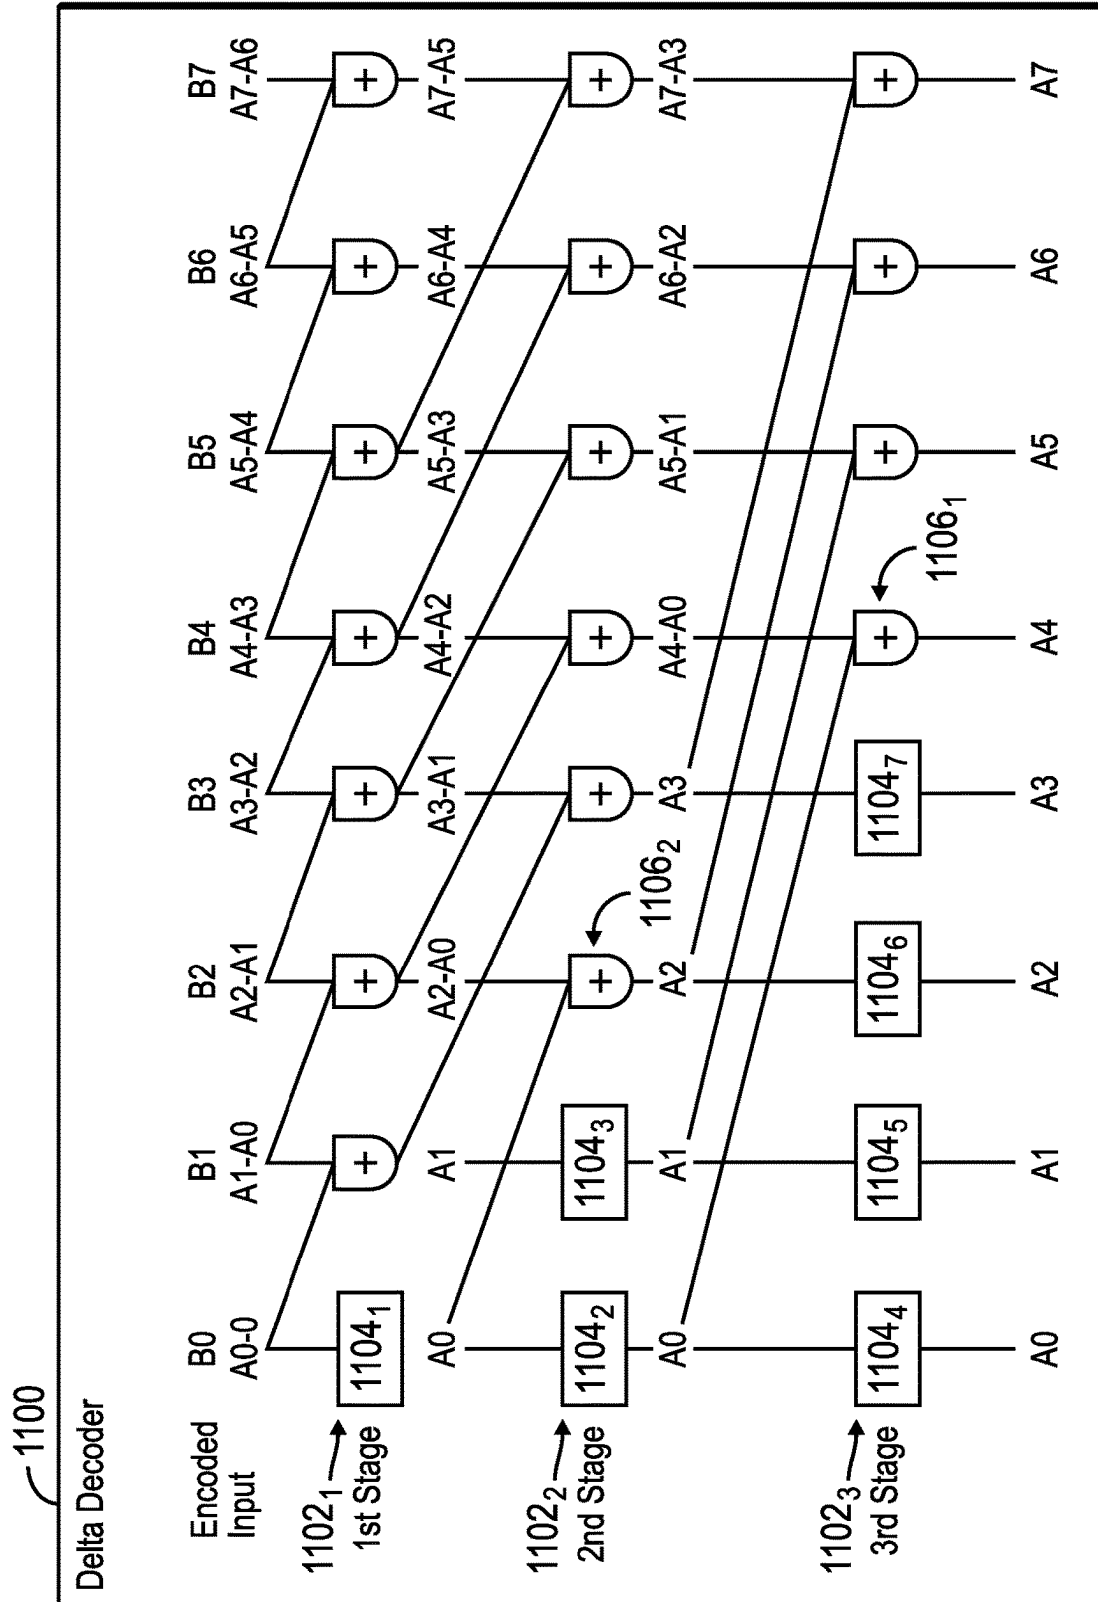 1100
Delta Decoder
Encoded Input
B0 B1 B2 B3 B4 B5 B6 B7
A0-0 A1-A0 A2-A1 A3-A2 A4-A3 A5-A4 A6-A5 A7-A6
1102₁
1st Stage
1104₁ + + + + + + +
A0 A1 A2-A0 A3-A1 A4-A2 A5-A3 A6-A4 A7-A5
1102₂
2nd Stage
1104₂ 1104₃ + + + + + +
1106₂
A0 A1 A2 A3 A4-A0 A5-A1 A6-A2 A7-A3
1102₃
3rd Stage
1104₄ 1104₅ 1104₆ 1104₇ + + + +
1106₁
A0 A1 A2 A3 A4 A5 A6 A7